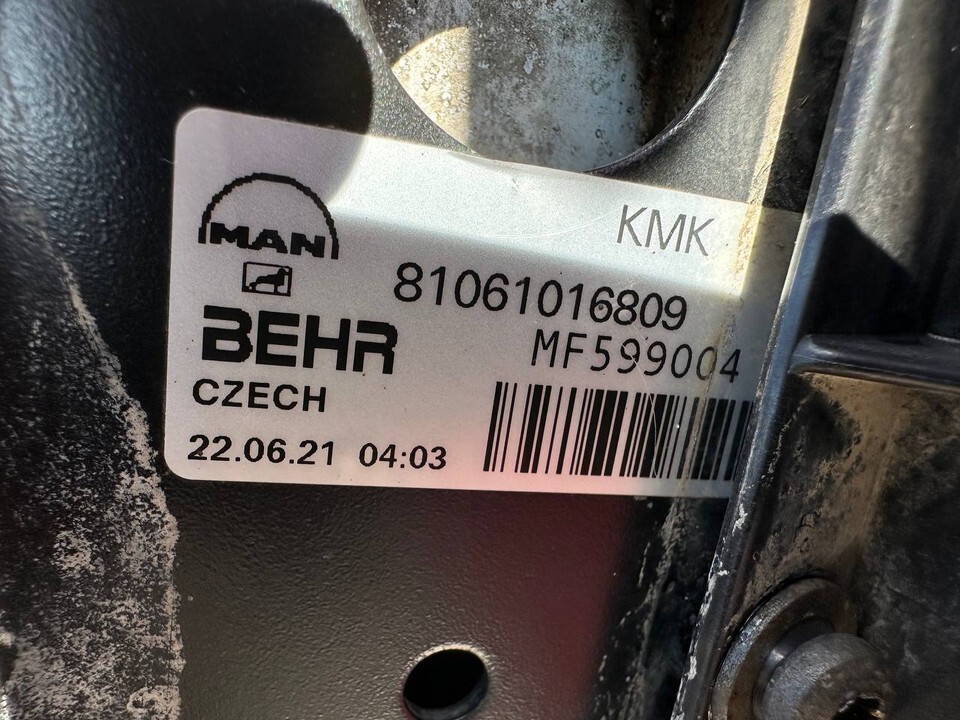 KMK
MAN
81061016809
BEHR
MF599004
CZECH
22.06.21 04:03